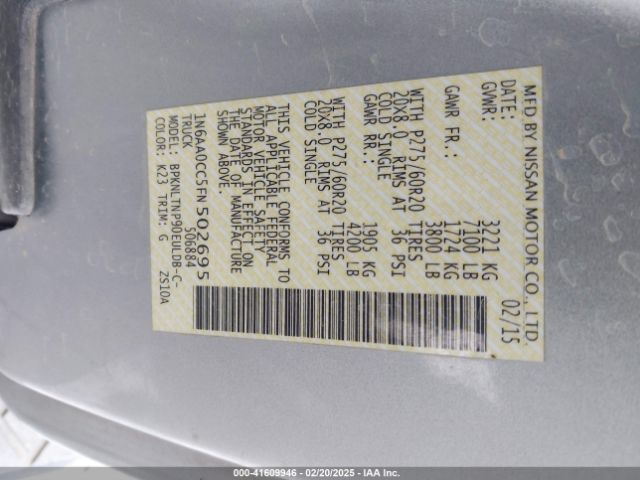 MFD BY NISSAN MOTOR CO., LTD.
DATE: 02/15
GVWR: 3221 KG
7100 LB
GAWR FR.: 1724 KG
3800 LB
WITH P275/60R20 TIRES
20X8.0 RIMS AT 36 PSI
COLD SINGLE
GAWR RR.: 1905 KG
4200 LB
WITH P275/60R20 TIRES
20X8.0 RIMS AT 36 PSI
COLD SINGLE
THIS VEHICLE CONFORMS TO
ALL APPLICABLE FEDERAL
MOTOR VEHICLE SAFETY
STANDARDS IN EFFECT ON
THE DATE OF MANUFACTURE
SHOWN ABOVE.
1N6AA0CC5FN502695
TRUCK 506884
MODEL: BPKNLTNP90EULDB-C-
COLOR: K23 TRIM: G ZS10A
000-41609946 - 02/20/2025 - IAA Inc.